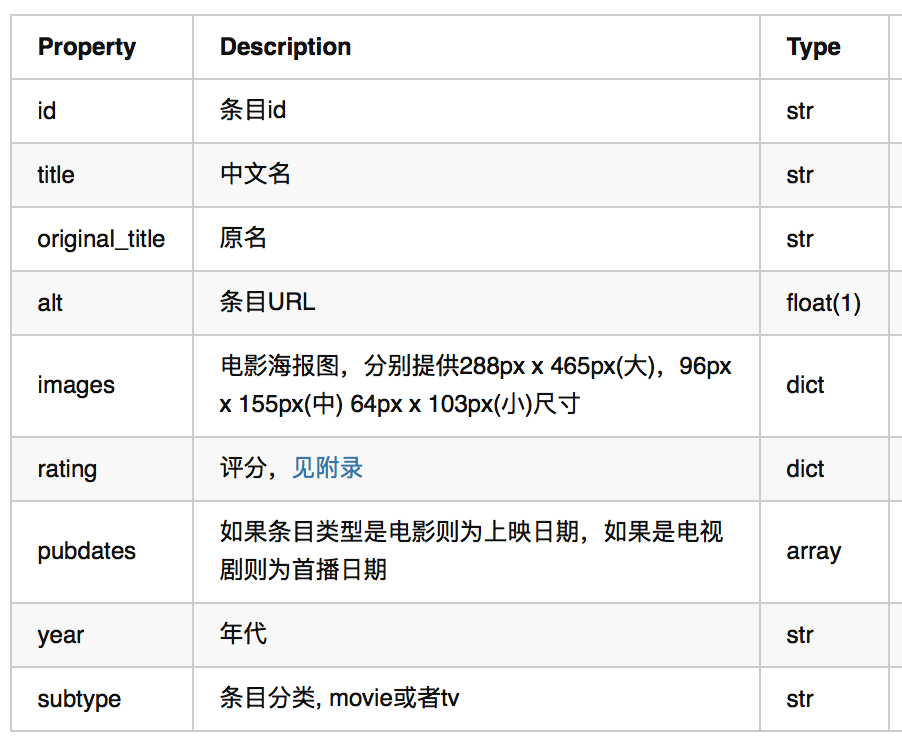 Property Description Type
id 条目id str
title 中文名 str
original_title 原名 str
alt 条目URL float(1)
images 电影海报图，分别提供288px x 465px(大)，96px
x 155px(中) 64px x 103px(小)尺寸 dict
rating 评分，见附录 dict
pubdates 如果条目类型是电影则为上映日期，如果是电视
剧则为首播日期 array
year 年代 str
subtype 条目分类, movie或者tv str